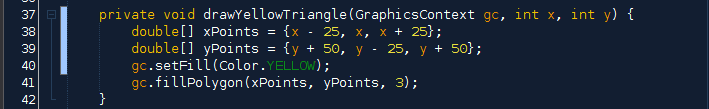 37 private void drawYellowTriangle(GraphicsContext gc, int x, int y) {
38 double[] xPoints = {x - 25, x, x + 25};
39 double[] yPoints = {y + 50, y - 25, y + 50};
40 gc.setFill(Color.YELLOW);
41 gc.fillPolygon(xPoints, yPoints, 3);
42 }